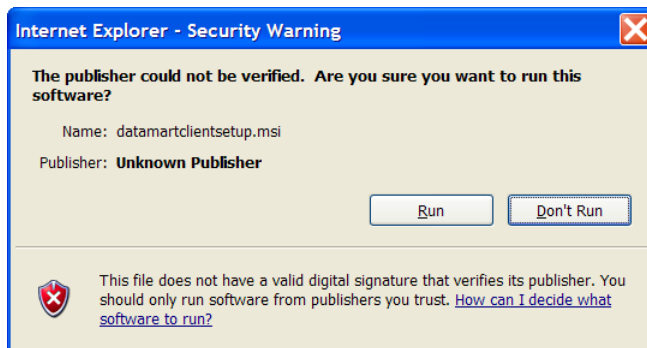 Internet Explorer - Security Warning
The publisher could not be verified.  Are you sure you want to run this
software?
Name: datamartclientsetup.msi
Publisher: Unknown Publisher
Run
Don't Run
This file does not have a valid digital signature that verifies its publisher. You
should only run software from publishers you trust. How can I decide what
software to run?